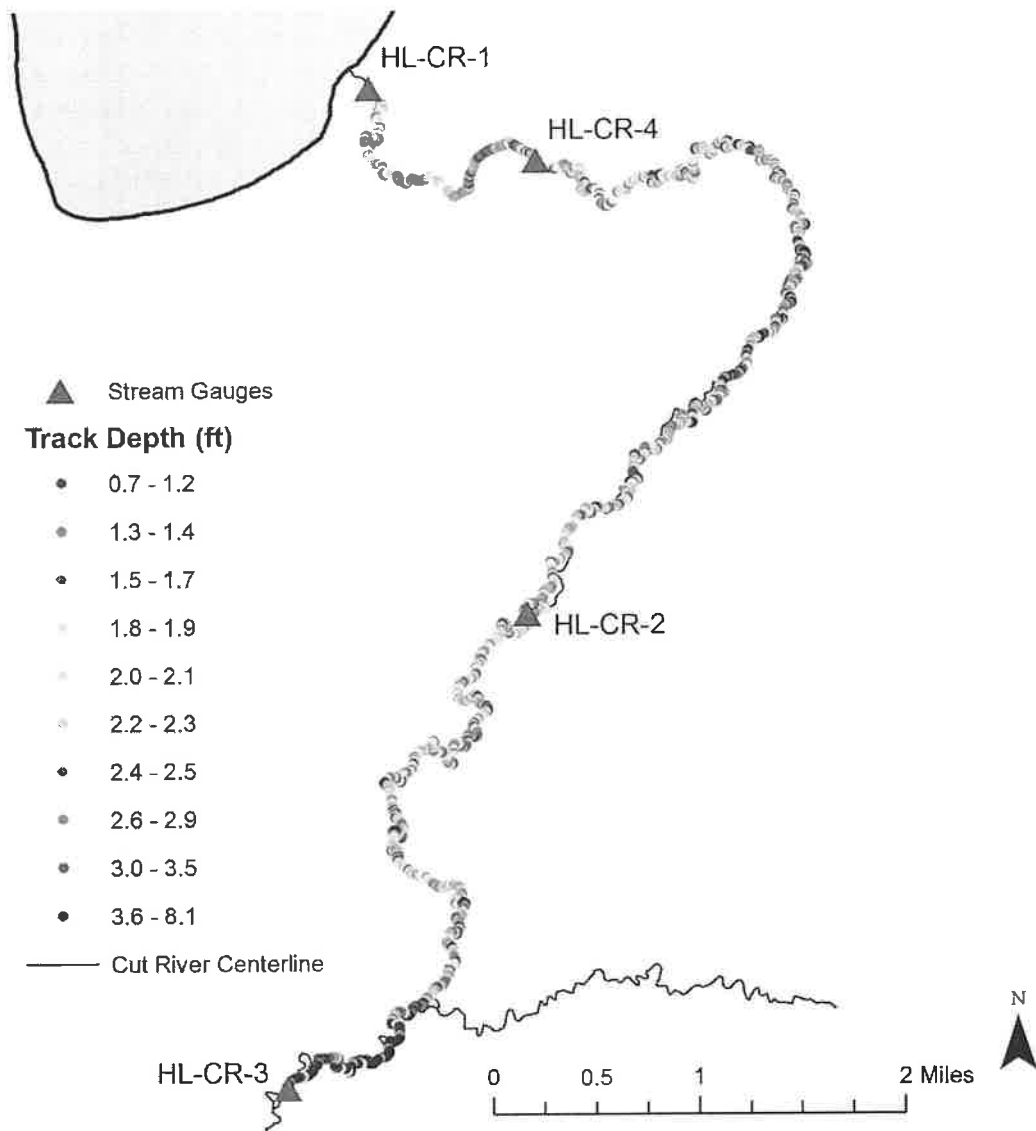 HL-CR-1
HL-CR-4
Stream Gauges
Track Depth (ft)
0.7 - 1.2
1.3 - 1.4
1.5 - 1.7
1.8 - 1.9
2.0 - 2.1
2.2 - 2.3
2.4 - 2.5
2.6 - 2.9
3.0 - 3.5
3.6 - 8.1
Cut River Centerline
HL-CR-2
HL-CR-3
N
0 0.5 1 2 Miles